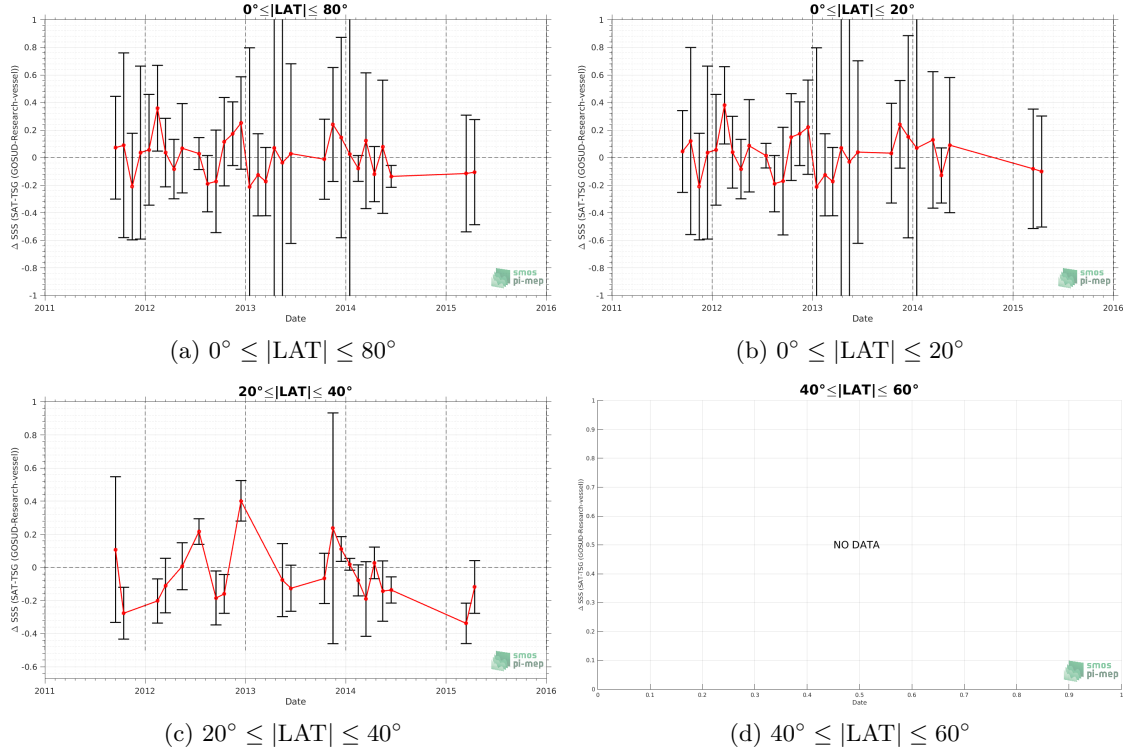 0°≤|LAT|≤ 80°
Δ SSS (SAT-TSG (GOSUD-Research-vessel))
1
0.8
0.6
0.4
0.2
0
-0.2
-0.4
-0.6
-0.8
-1
2011 2012 2013 2014 2015 2016
Date
smos
pi-mep
(a) 0° ≤ |LAT| ≤ 80°
0°≤|LAT|≤ 20°
Δ SSS (SAT-TSG (GOSUD-Research-vessel))
1
0.8
0.6
0.4
0.2
0
-0.2
-0.4
-0.6
-0.8
-1
2011 2012 2013 2014 2015 2016
Date
smos
pi-mep
(b) 0° ≤ |LAT| ≤ 20°
20°≤|LAT|≤ 40°
Δ SSS (SAT-TSG (GOSUD-Research-vessel))
1
0.8
0.6
0.4
0.2
0
-0.2
-0.4
-0.6
2011 2012 2013 2014 2015 2016
Date
smos
pi-mep
(c) 20° ≤ |LAT| ≤ 40°
40°≤|LAT|≤ 60°
Δ SSS (SAT-TSG (GOSUD-Research-vessel))
1
0.9
0.8
0.7
0.6
0.5
0.4
0.3
0.2
0.1
0
NO DATA
0 0.1 0.2 0.3 0.4 0.5 0.6 0.7 0.8 0.9 1
Date
smos
pi-mep
(d) 40° ≤ |LAT| ≤ 60°